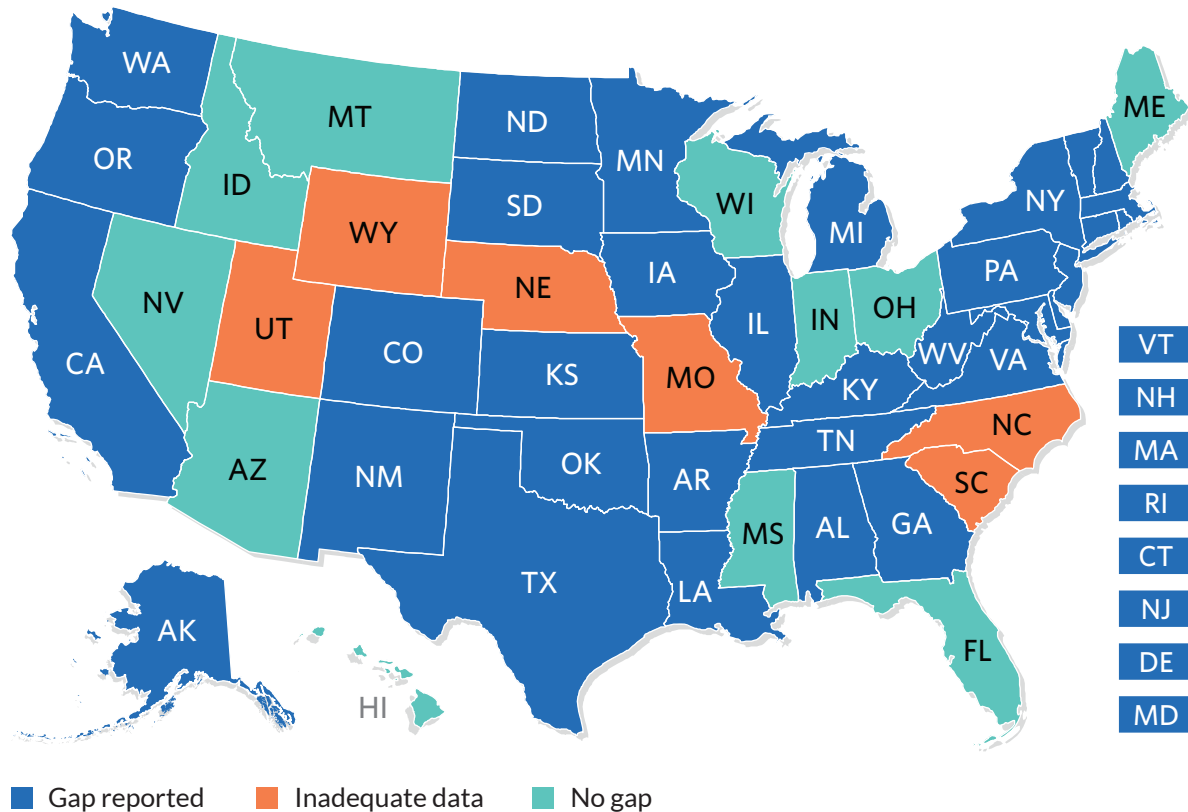 WA
MT
ND
MN
ME
OR
ID
SD
WI
MI
NY
WY
IA
PA
NV
UT
NE
IL
IN
OH
CA
CO
KS
MO
KY
WV
VA
VT
NH
MA
RI
CT
NJ
DE
MD
AZ
NM
OK
AR
TN
NC
SC
MS
AL
GA
TX
LA
FL
AK
HI
Gap reported
Inadequate data
No gap